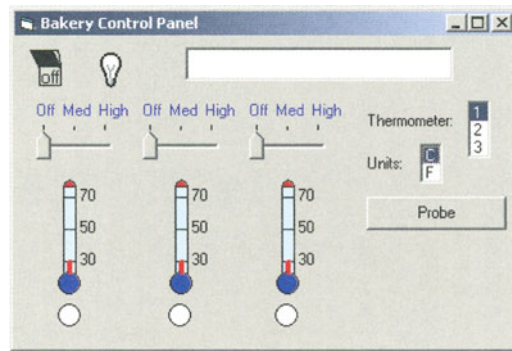 Bakery Control Panel
off
Off Med High Off Med High Off Med High
Thermometer: 1
2
3
Units: C
F
Probe
70 70 70
50 50 50
30 30 30